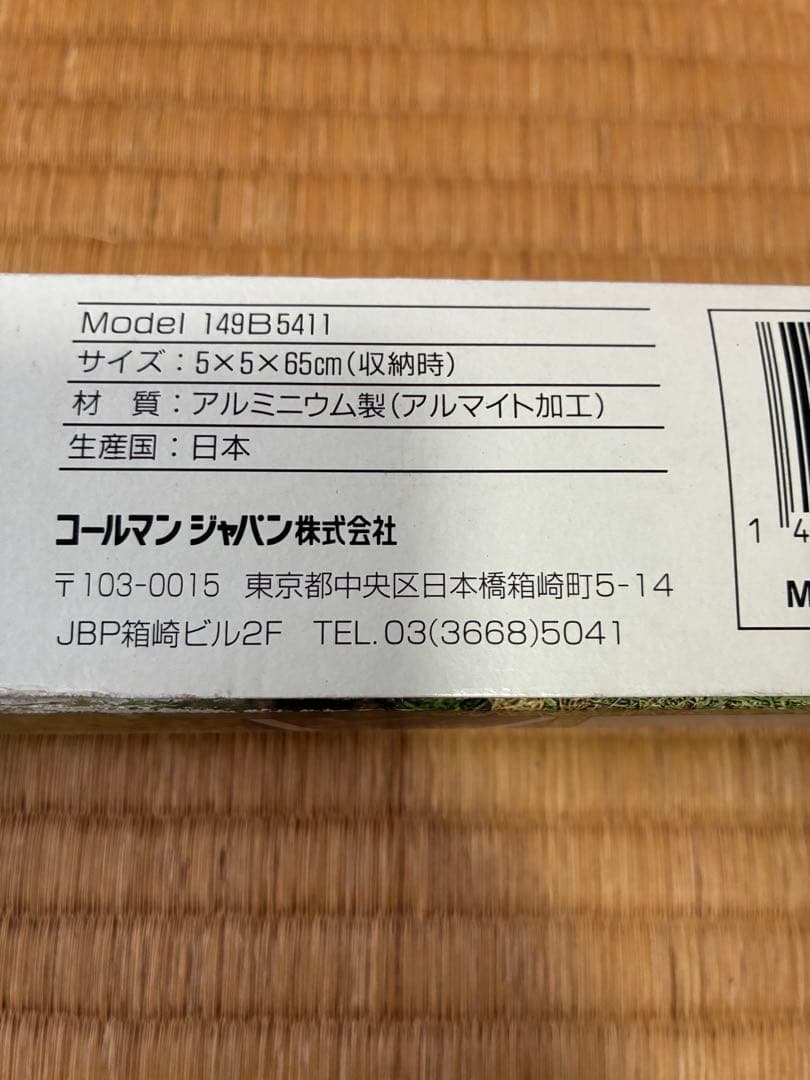 Model 149B5411
サイズ：5×5×65cm（収納時）
材　質：アルミニウム製（アルマイト加工）
生産国：日本
コールマン ジャパン株式会社
〒103-0015 東京都中央区日本橋箱崎町5-14
JBP箱崎ビル2F TEL. 03(3668)5041
1 4
M